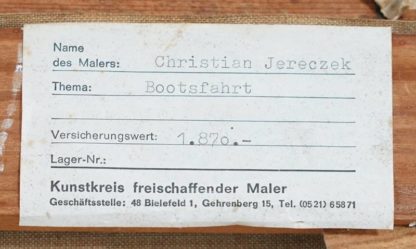 Name
des Malers: Christian Jereczek
Thema: Bootsfahrt
Versicherungswert: 1.870.-
Lager-Nr.:
Kunstkreis freischaffender Maler
Geschäftsstelle: 48 Bielefeld 1, Gehrenberg 15, Tel. (0521) 65871